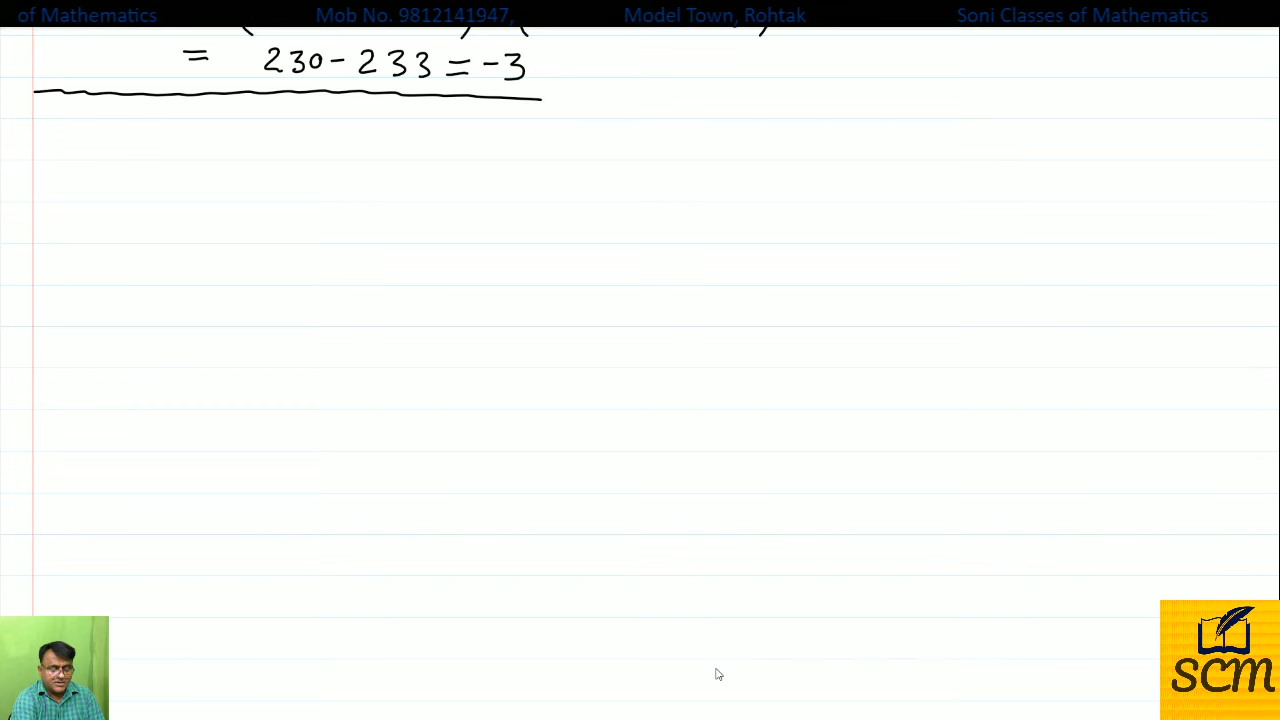 of Mathematics Mob No. 9812141947, Model Town, Rohtak Soni Classes of Mathematics
= 230 - 233 = -3
SCM